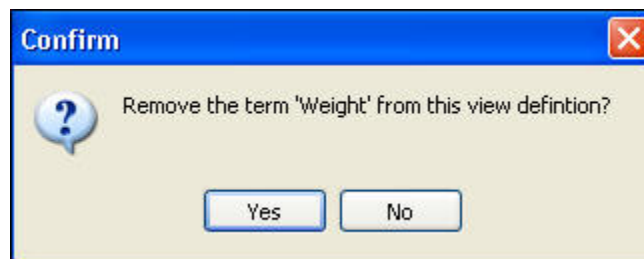 Confirm
Remove the term 'Weight' from this view defintion?
Yes No